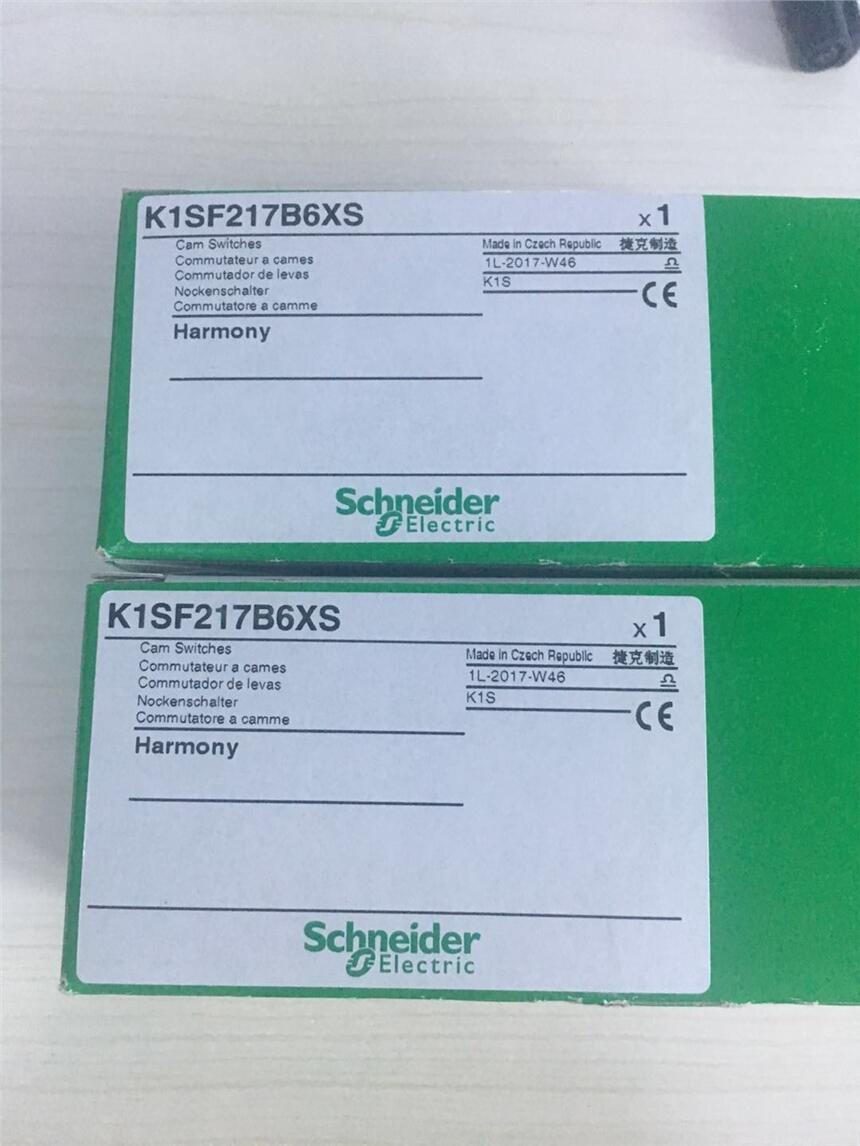 K1SF217B6XS x 1
Cam Switches
Commutateur a cames
Commutador de levas
Nockenschalter
Commutatore a camme
Made in Czech Republic 捷克制造
1L-2017-W46
K1S
CE
Harmony
Schneider
Electric
K1SF217B6XS x 1
Cam Switches
Commutateur a cames
Commutador de levas
Nockenschalter
Commutatore a camme
Made in Czech Republic 捷克制造
1L-2017-W46
K1S
CE
Harmony
Schneider
Electric